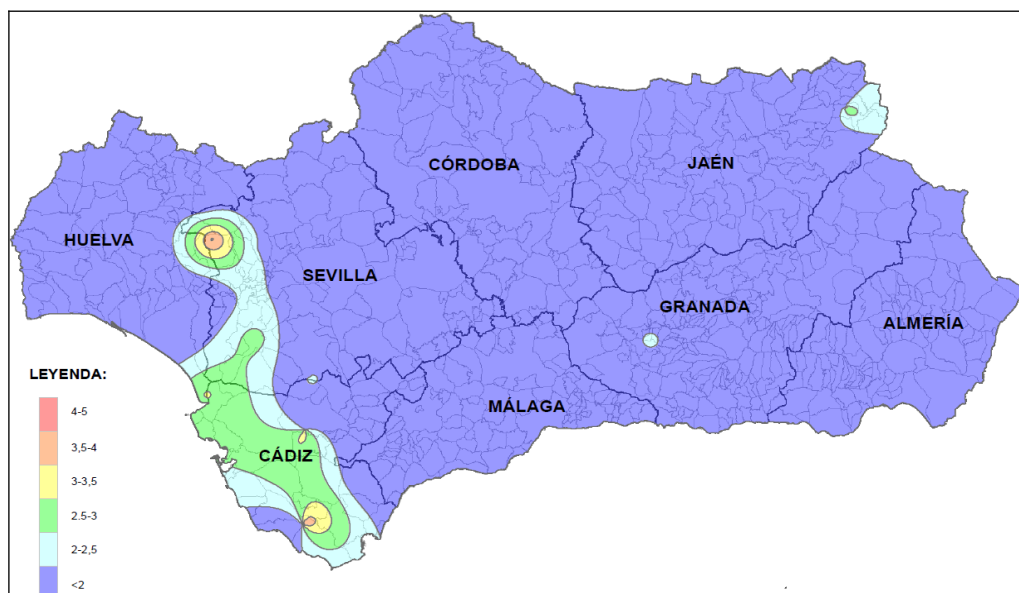 CÓRDOBA
JAÉN
HUELVA
SEVILLA
GRANADA
ALMERÍA
MÁLAGA
CÁDIZ
LEYENDA:
4-5
3,5-4
3-3,5
2.5-3
2-2,5
<2